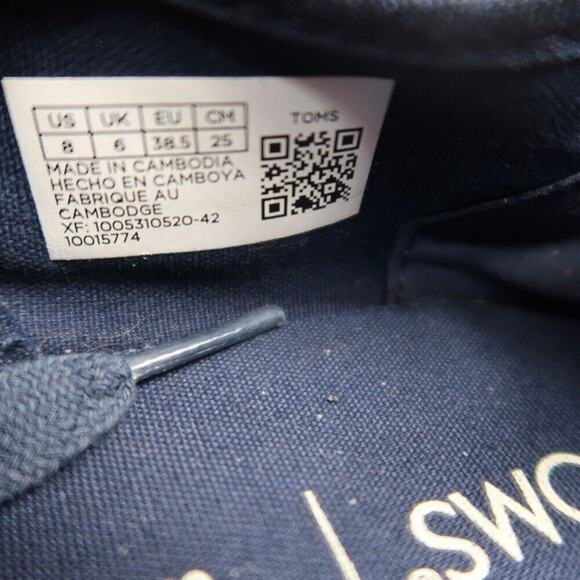 US UK EU CM
8 6 38.5 25
TOMS
MADE IN CAMBODIA
HECHO EN CAMBOYA
FABRIQUE AU
CAMBODGE
XF: 1005310520-42
10015774